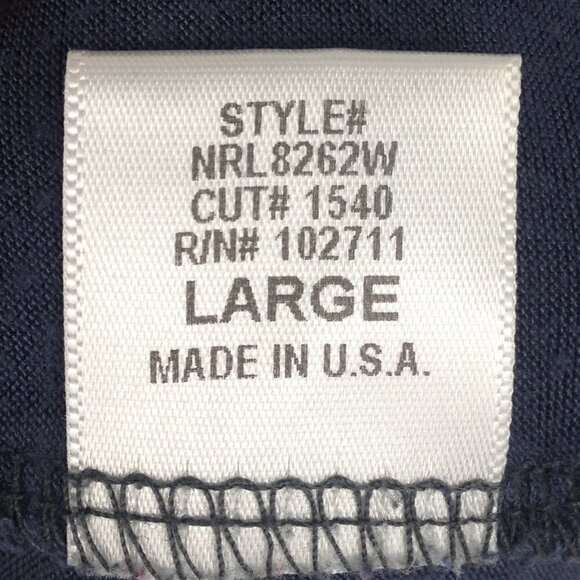 STYLE#
NRL8262W
CUT# 1540
R/N# 102711
LARGE
MADE IN U.S.A.